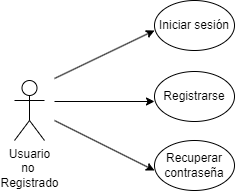 Iniciar sesión
Registrarse
Usuario
no
Registrado
Recuperar
contraseña